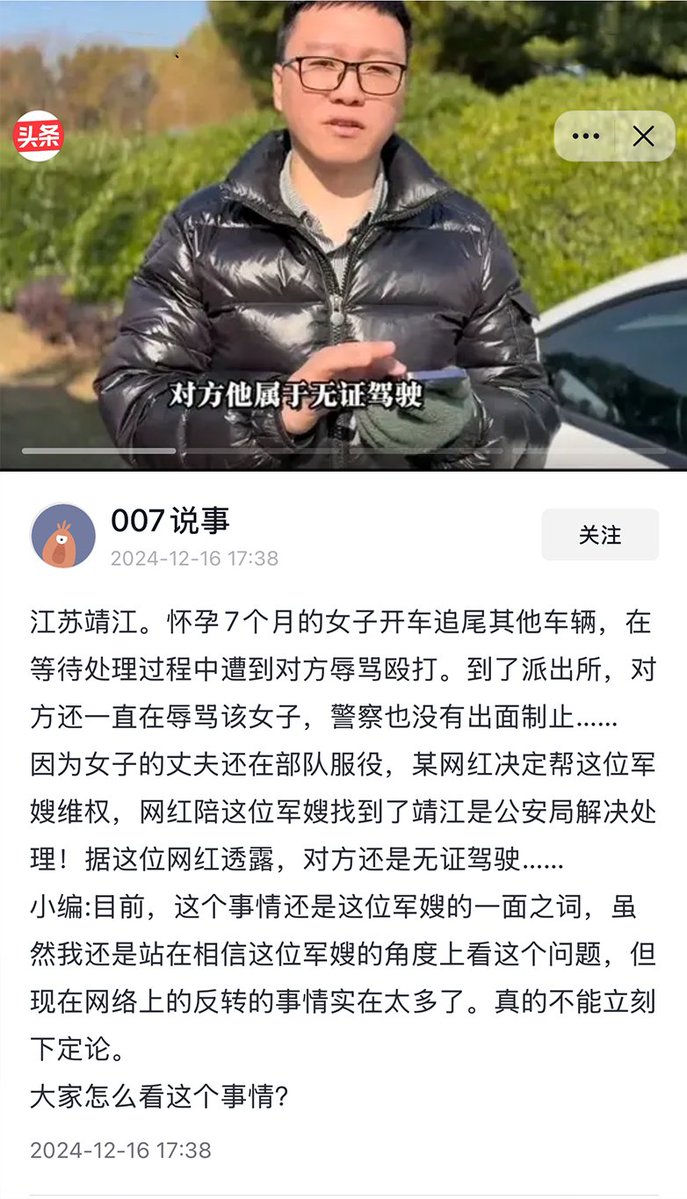 头条
对方他属于无证驾驶
007说事
2024-12-16 17:38
关注
江苏靖江。怀孕7个月的女子开车追尾其他车辆，在
等待处理过程中遭到对方辱骂殴打。到了派出所，对
方还一直在辱骂该女子，警察也没有出面制止……
因为女子的丈夫还在部队服役，某网红决定帮这位军
嫂维权，网红陪这位军嫂找到了靖江是公安局解决处
理！据这位网红透露，对方还是无证驾驶……
小编:目前，这个事情还是这位军嫂的一面之词，虽
然我还是站在相信这位军嫂的角度上看这个问题，但
现在网络上的反转的事情实在太多了。真的不能立刻
下定论。
大家怎么看这个事情?
2024-12-16 17:38